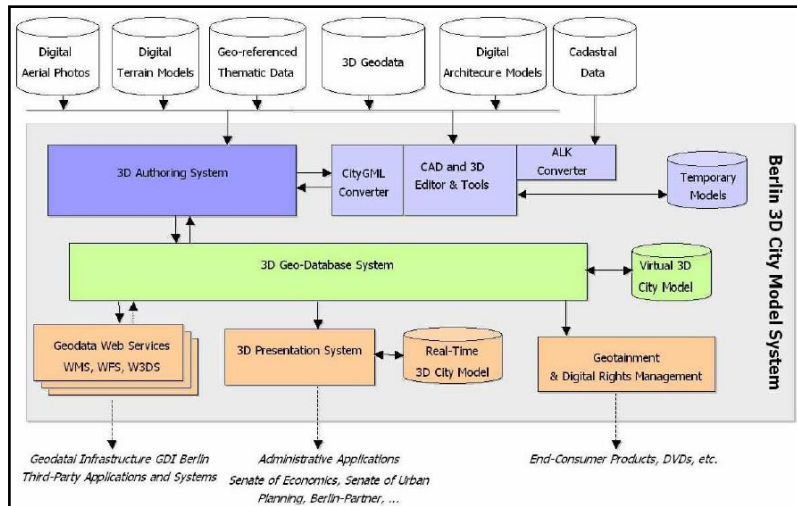 Digital
Aerial Photos
Digital
Terrain Models
Geo-referenced
Thematic Data
3D Geodata
Digital
Architecure Models
Cadastral
Data
3D Authoring System
CityGML
Converter
CAD and 3D
Editor & Tools
ALK
Converter
Temporary
Models
3D Geo-Database System
Virtual 3D
City Model
Geodata Web Services
WMS, WFS, W3DS
3D Presentation System
Real-Time
3D City Model
Geotainment
& Digital Rights Management
Berlin 3D City Model System
Geodatal Infrastructure GDI Berlin
Third-Party Applications and Systems
Administrative Applications
Senate of Economics, Senate of Urban
Planning, Berlin-Partner, ...
End-Consumer Products, DVDs, etc.